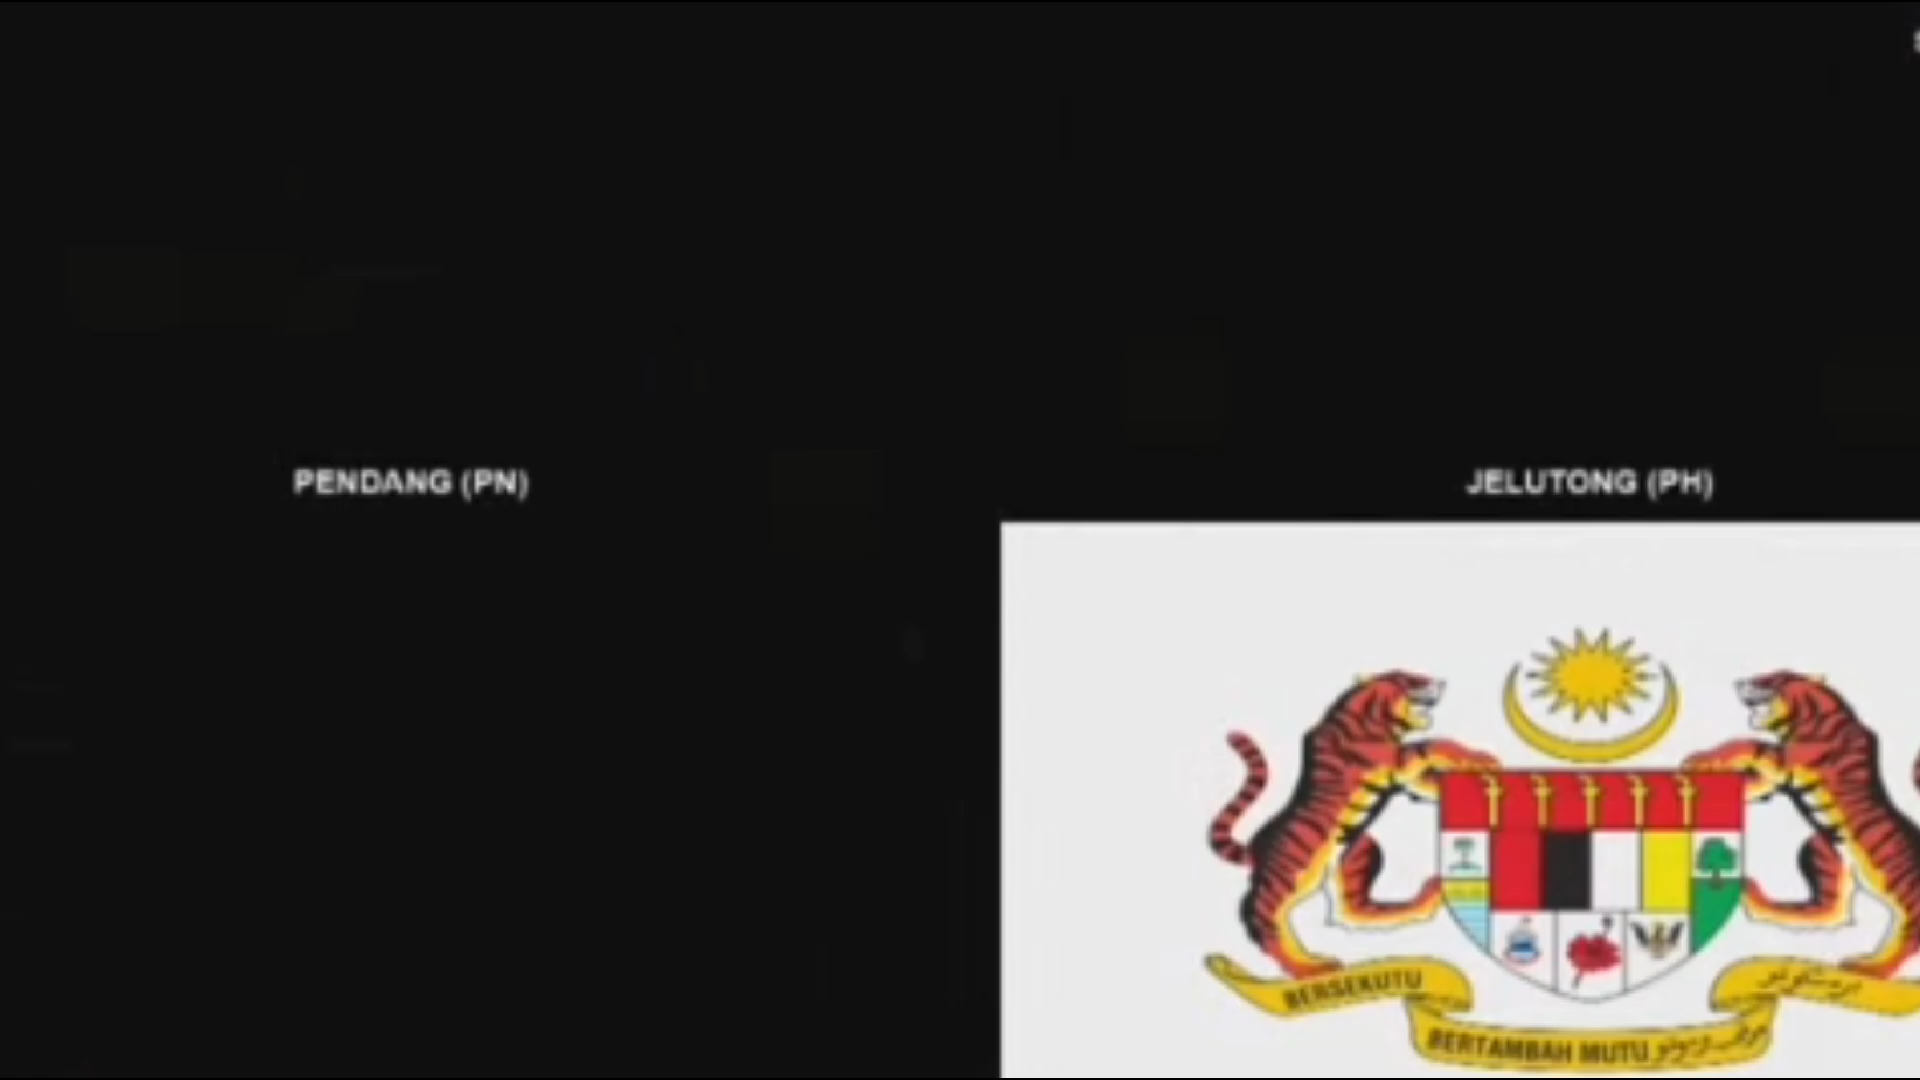 PENDANG (PN)
JELUTONG (PH)
BERSEKUTU
BERTAMBAH MUTU